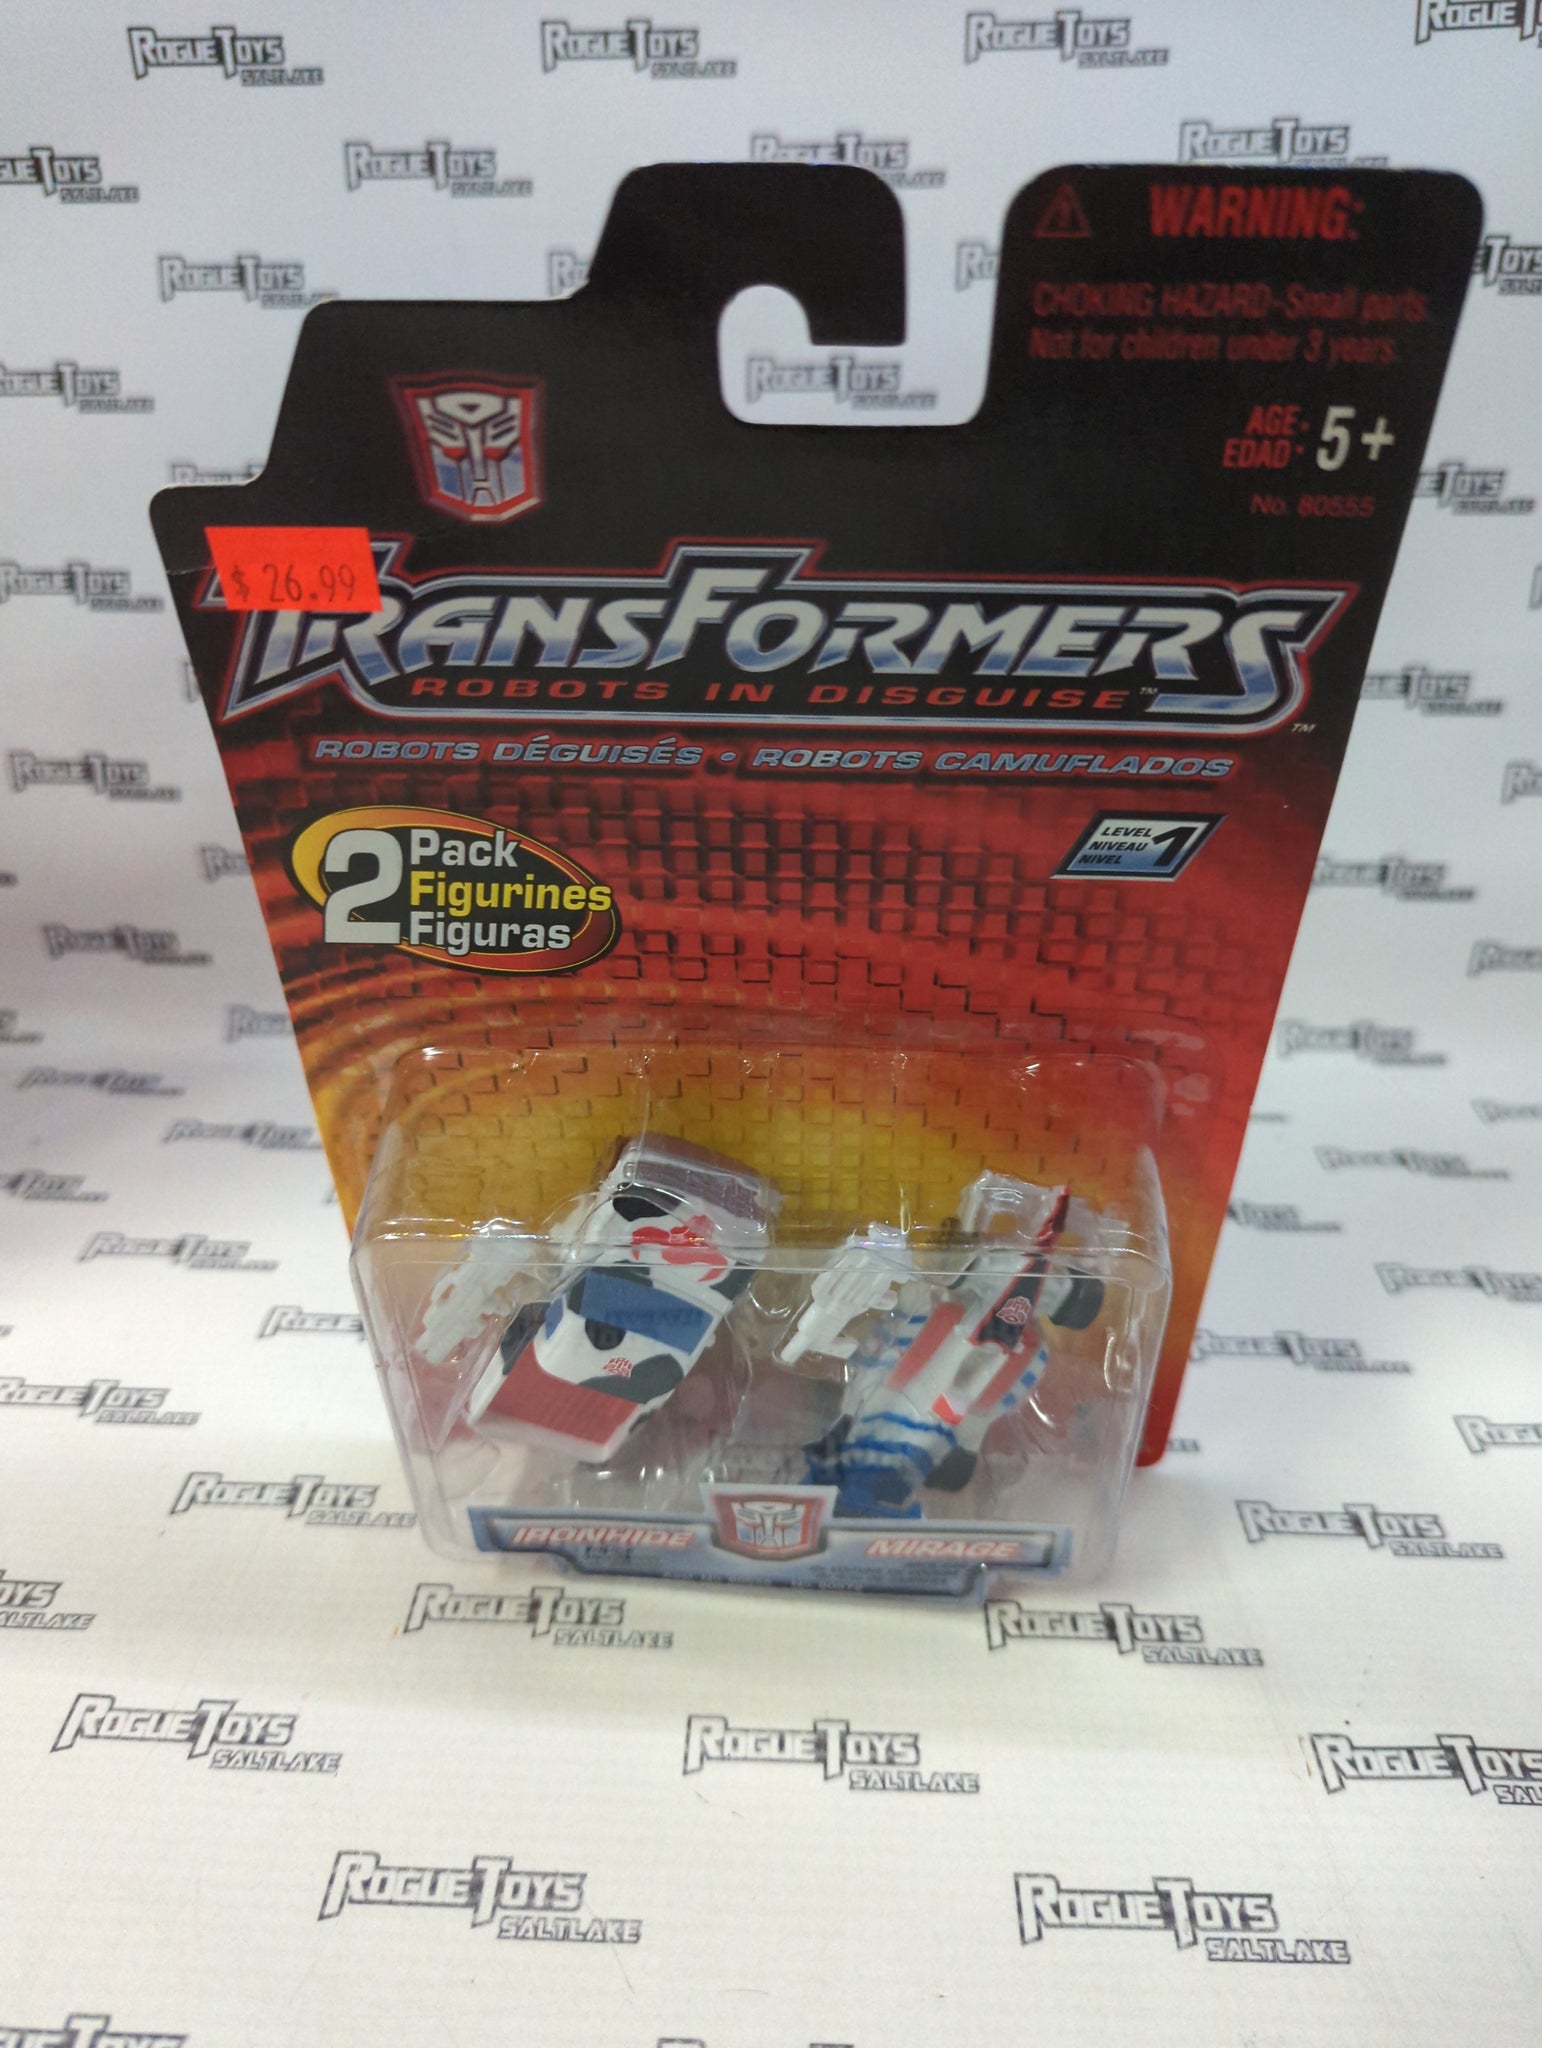 ROGUE TOYS
SALTLAKE
WARNING:
CHOKING HAZARD-Small parts.
Not for children under 3 years.
AGE·
EDAD·
5+
No. 80555
$ 26.99
TRANSFORMERS
ROBOTS IN DISGUISE™
™
ROBOTS DÉGUISÉS • ROBOTS CAMUFLADOS
2
Pack
Figurines
Figuras
LEVEL
NIVEAU
NIVEL
1
IRONHIDE
MIRAGE